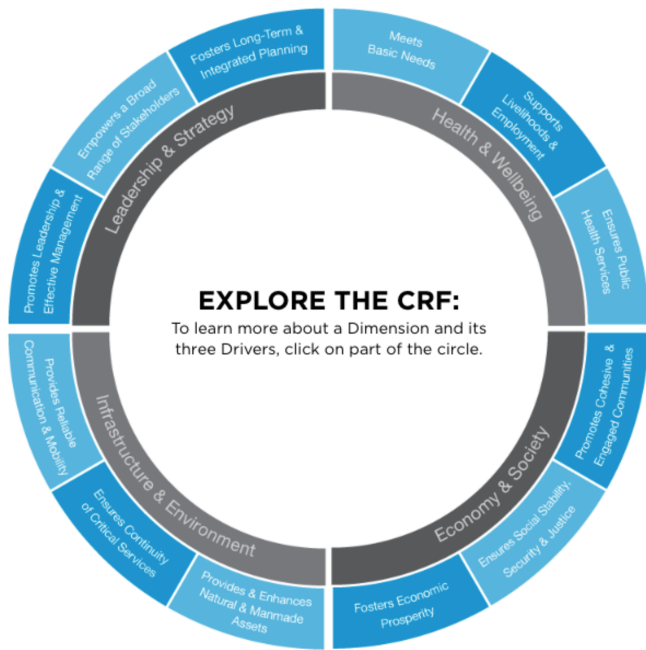 Meets
Basic Needs
Supports
Livelihoods &
Employment
Ensures Public
Health Services
Health & Wellbeing
Promotes Cohesive &
Engaged Communities
Ensures Social Stability,
Security & Justice
Fosters Economic
Prosperity
Economy & Society
Provides & Enhances
Natural & Manmade
Assets
Ensures Continuity
of Critical Services
Provides Reliable
Communication & Mobility
Infrastructure & Environment
Promotes Leadership &
Effective Management
Empowers a Broad
Range of Stakeholders
Fosters Long-Term &
Integrated Planning
Leadership & Strategy
EXPLORE THE CRF:
To learn more about a Dimension and its
three Drivers, click on part of the circle.